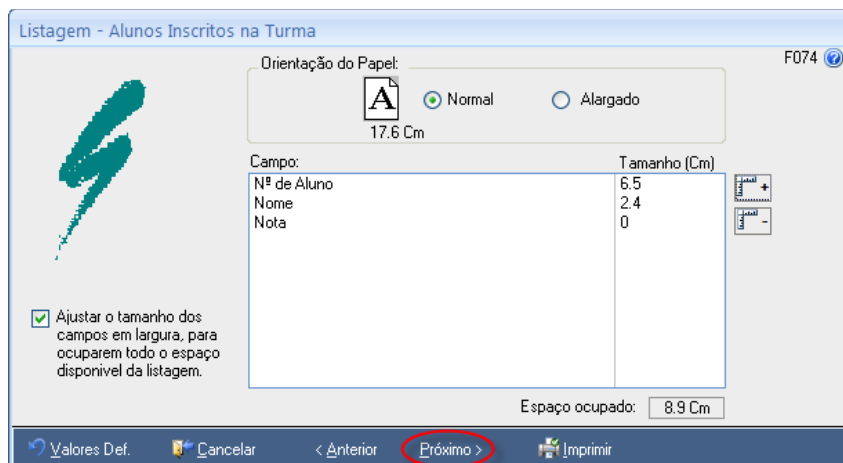 Listagem - Alunos Inscritos na Turma
F074
Orientação do Papel:
A
Normal
Alargado
17.6 Cm
Campo: Tamanho (Cm)
Nª de Aluno 6.5
Nome 2.4
Nota 0
Ajustar o tamanho dos
campos em largura, para
ocuparem todo o espaço
disponivel da listagem.
Espaço ocupado: 8.9 Cm
Valores Def. Cancelar < Anterior Próximo > Imprimir